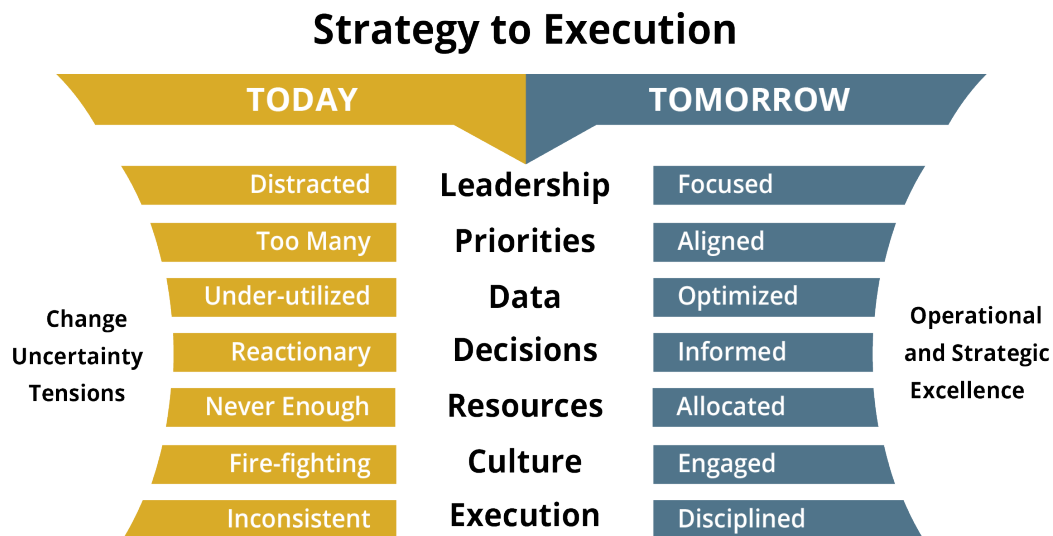 Strategy to Execution
TODAY TOMORROW
Distracted Leadership Focused
Too Many Priorities Aligned
Under-utilized Data Optimized
Change
Uncertainty
Tensions
Reactionary Decisions Informed
Operational
and Strategic
Excellence
Never Enough Resources Allocated
Fire-fighting Culture Engaged
Inconsistent Execution Disciplined